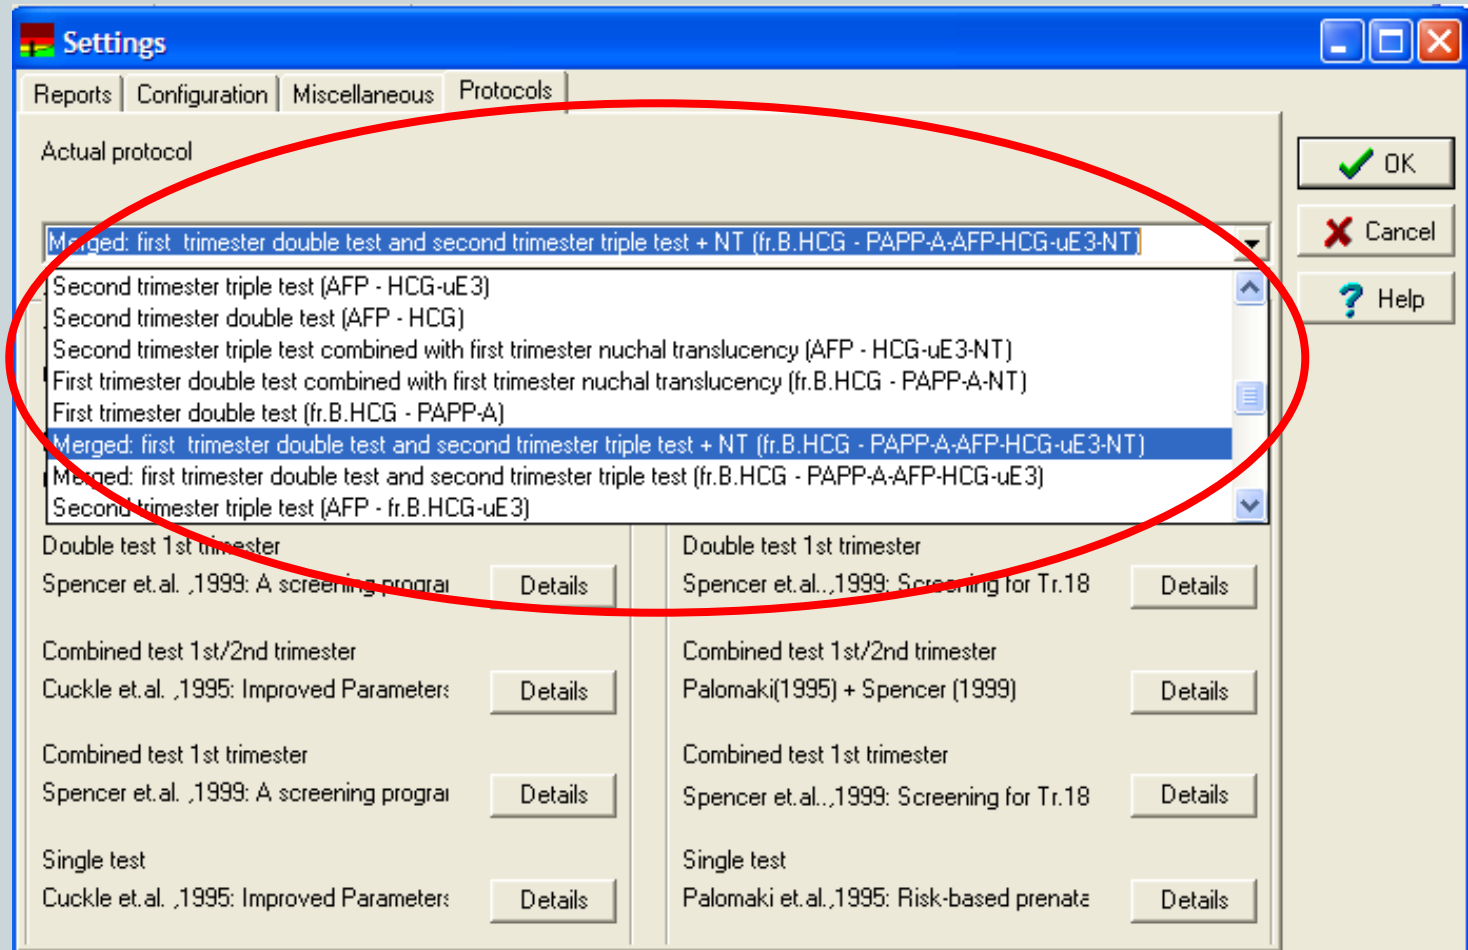 Settings
Reports Configuration Miscellaneous Protocols
Actual protocol
OK
Cancel
Help
Merged: first trimester double test and second trimester triple test + NT (fr.B.HCG - PAPP-A-AFP-HCG-uE3-NT)
Second trimester triple test (AFP - HCG-uE3)
Second trimester double test (AFP - HCG)
Second trimester triple test combined with first trimester nuchal translucency (AFP - HCG-uE3-NT)
First trimester double test combined with first trimester nuchal translucency (fr.B.HCG - PAPP-A-NT)
First trimester double test (fr.B.HCG - PAPP-A)
Merged: first trimester double test and second trimester triple test + NT (fr.B.HCG - PAPP-A-AFP-HCG-uE3-NT)
Merged: first trimester double test and second trimester triple test (fr.B.HCG - PAPP-A-AFP-HCG-uE3)
Second trimester triple test (AFP - fr.B.HCG-uE3)
Double test 1st trimester
Spencer et.al. ,1999: A screening prograr Details
Combined test 1st/2nd trimester
Cuckle et.al. ,1995: Improved Parameters Details
Combined test 1st trimester
Spencer et.al. ,1999: A screening prograr Details
Single test
Cuckle et.al. ,1995: Improved Parameters Details
Double test 1st trimester
Spencer et.al..,1999: Screening for Tr.18 Details
Combined test 1st/2nd trimester
Palomaki(1995) + Spencer (1999) Details
Combined test 1st trimester
Spencer et.al..,1999: Screening for Tr.18 Details
Single test
Palomaki et.al.,1995: Risk-based prenata Details